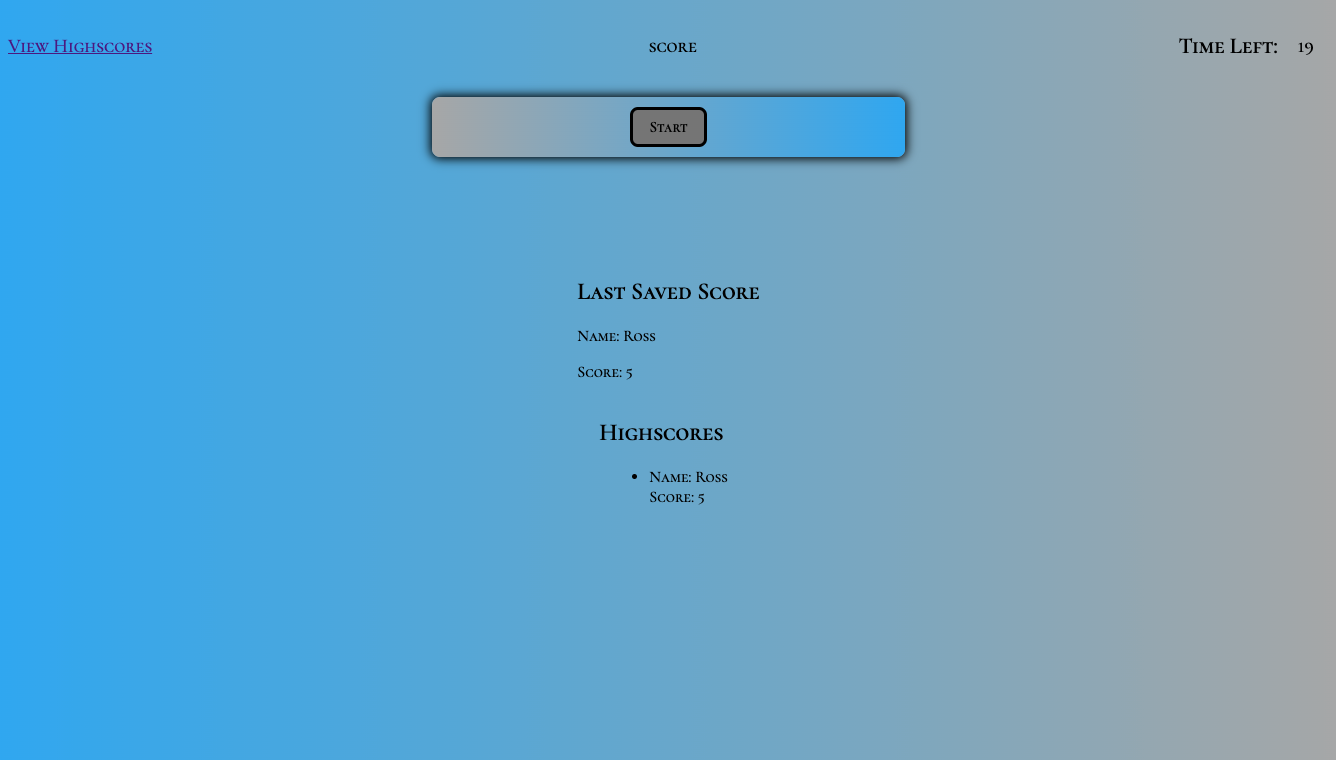 View Highscores
score
Time Left: 19
Start
Last Saved Score
Name: Ross
Score: 5
Highscores
• Name: Ross
Score: 5